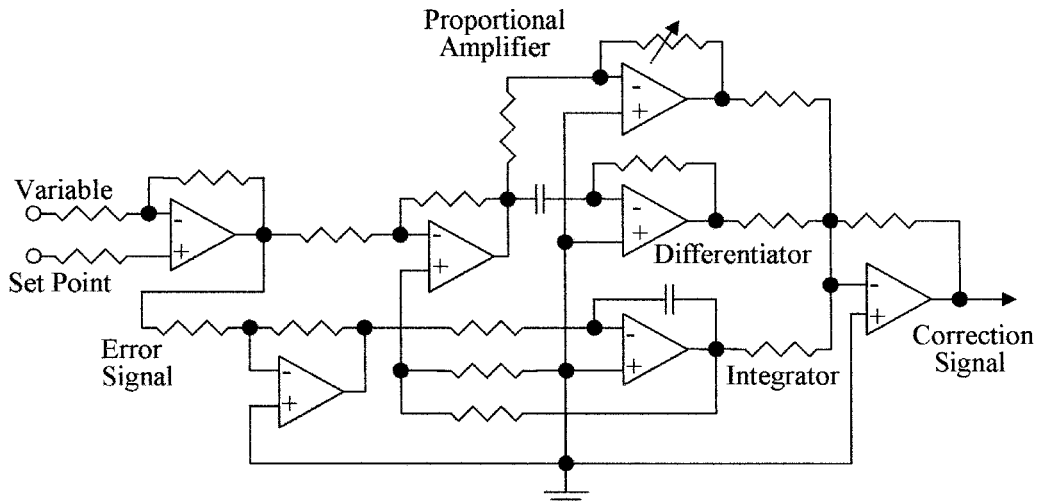 Proportional
Amplifier
Variable
Set Point
Error
Signal
Differentiator
Integrator
Correction
Signal
-
+
-
+
-
+
-
+
-
+
-
+
-
+